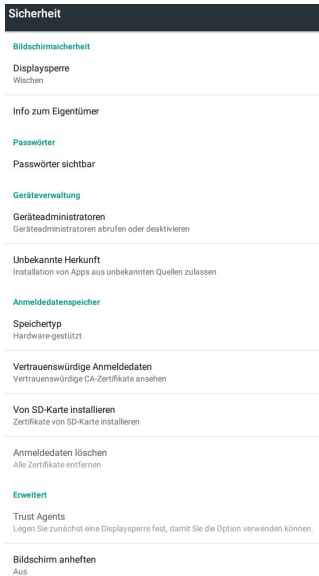 Sicherheit
Bildschirmsicherheit
Displaysperre
Wischen
Info zum Eigentümer
Passwörter
Passwörter sichtbar
Geräteverwaltung
Geräteadministratoren
Geräteadministratoren abrufen oder deaktivieren
Unbekannte Herkunft
Installation von Apps aus unbekannten Quellen zulassen
Anmeldedatenspeicher
Speichertyp
Hardware-gestützt
Vertrauenswürdige Anmeldedaten
Vertrauenswürdige CA-Zertifikate ansehen
Von SD-Karte installieren
Zertifikate von SD-Karte installieren
Anmeldedaten löschen
Alle Zertifikate entfernen
Erweitert
Trust Agents
Legen Sie zunächst eine Displaysperre fest, damit Sie die Option verwenden können.
Bildschirm anheften
Aus